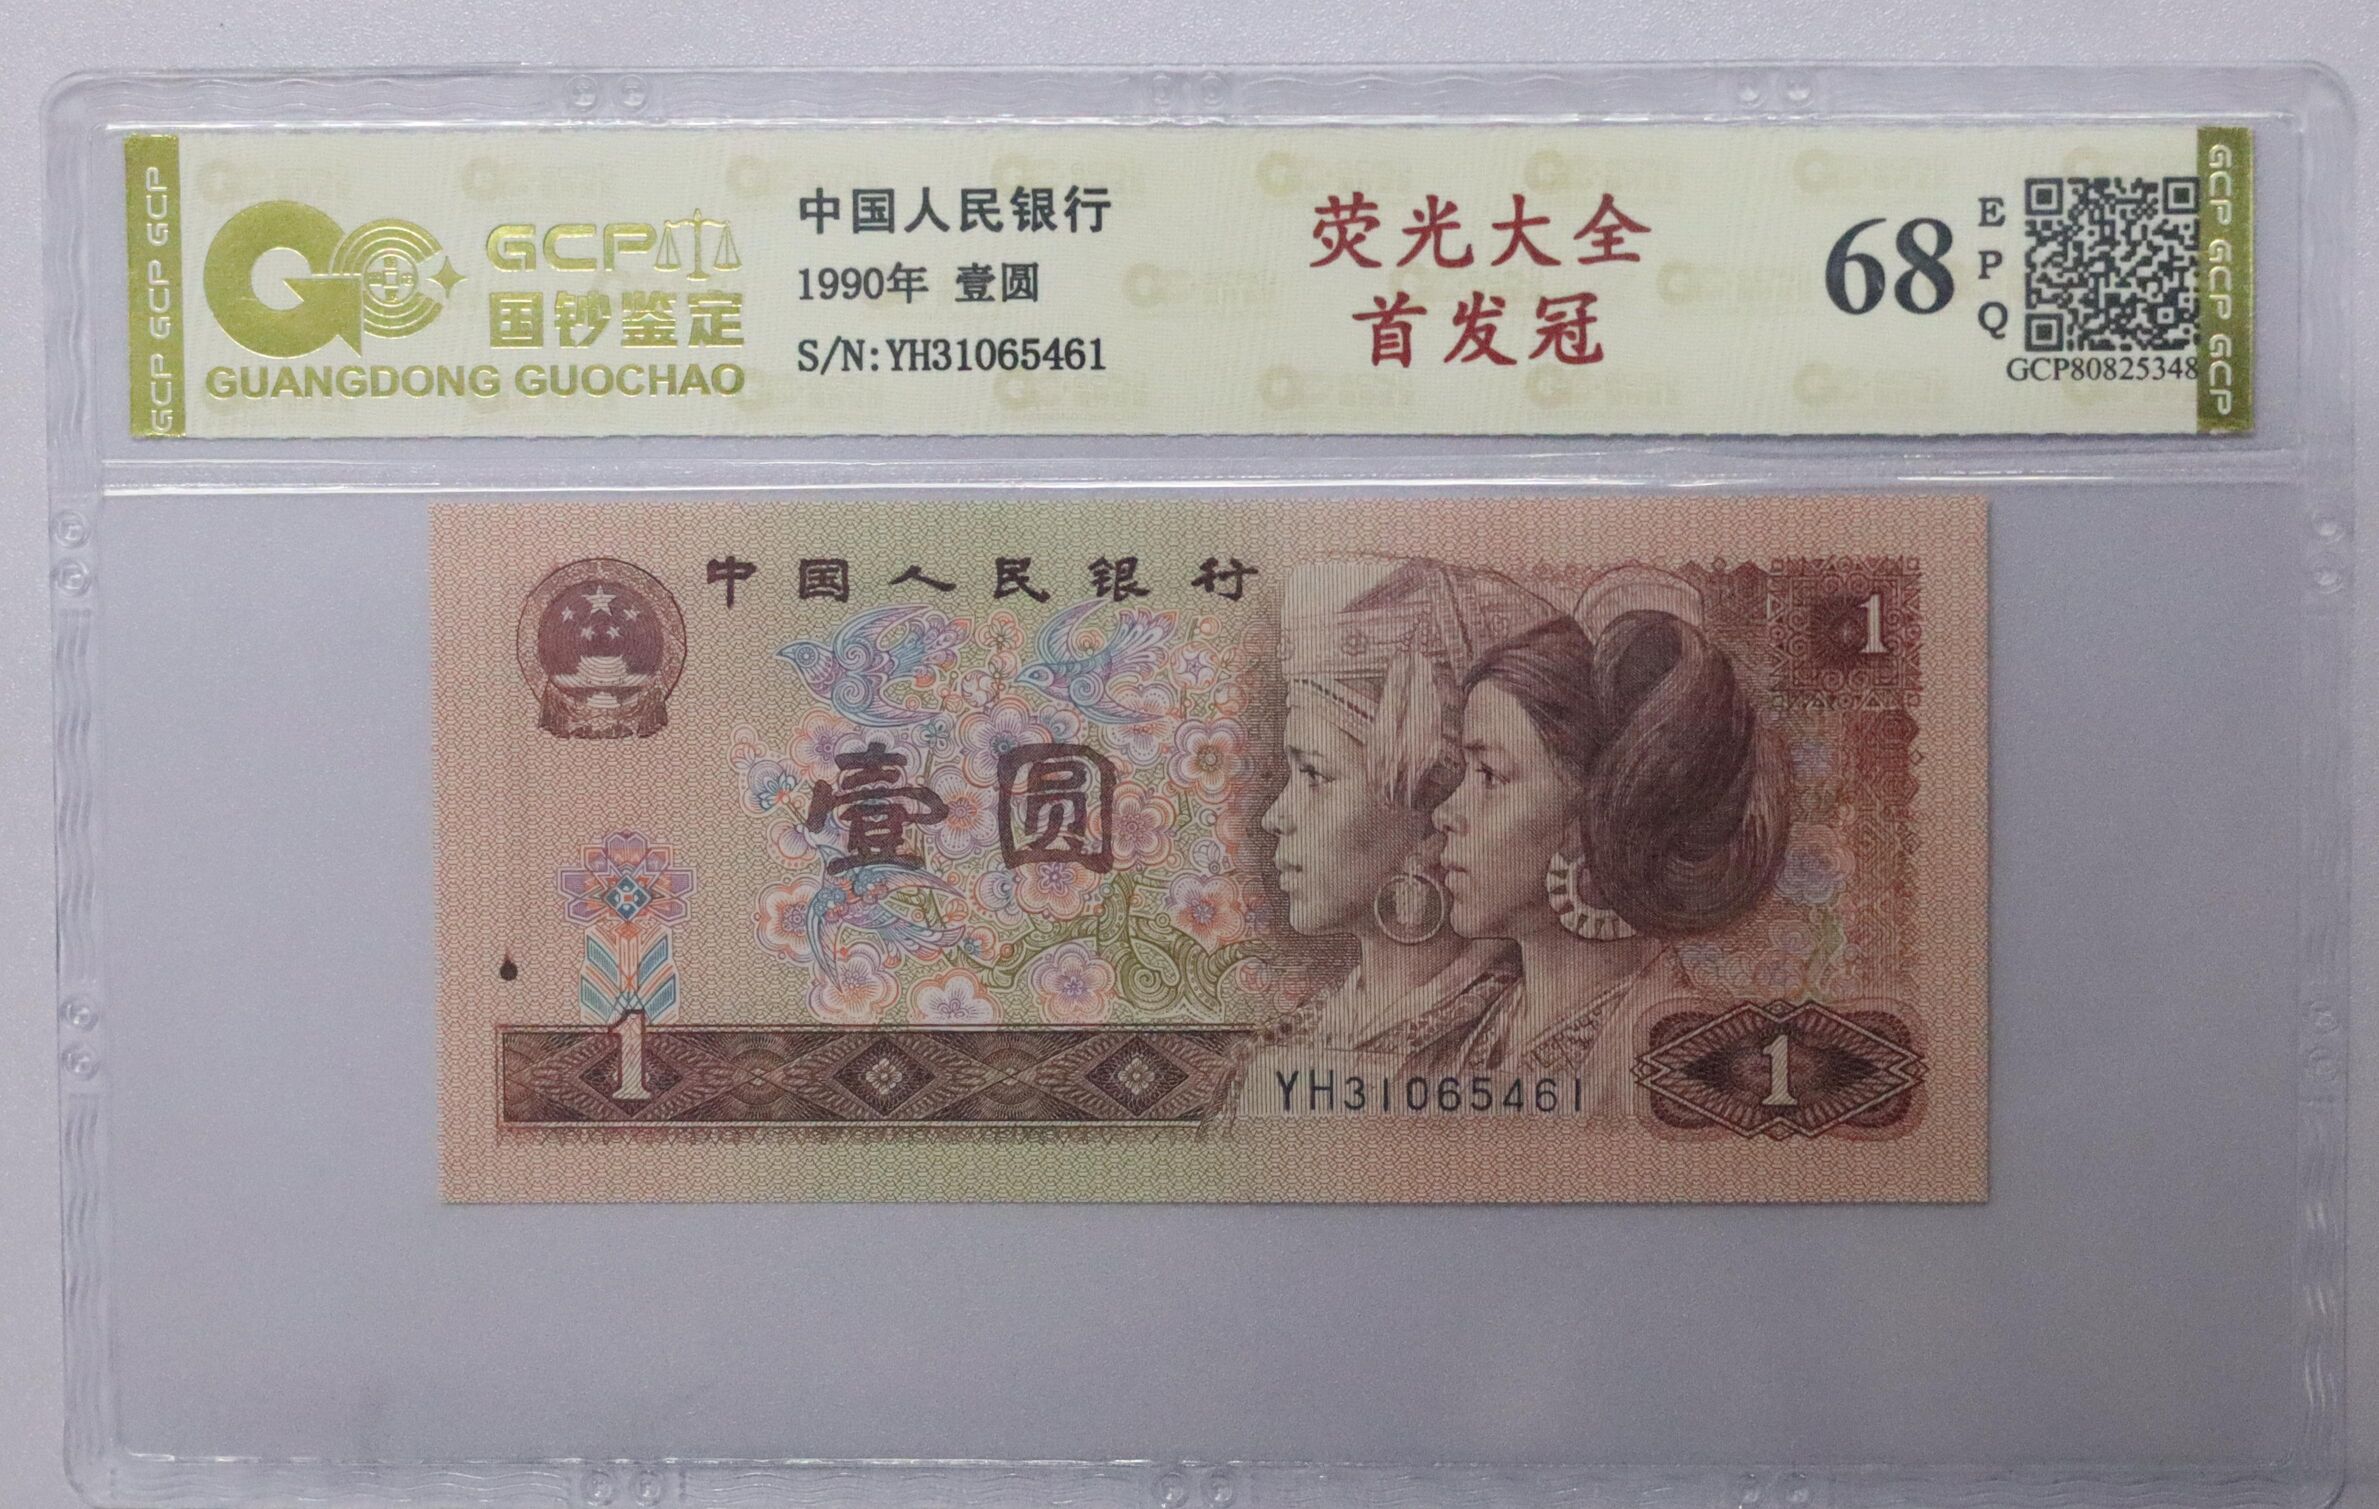 GCP GCP GCP
GCP
国钞鉴定
GUANGDONG GUOCHAO
中国人民银行
1990年 壹圆
S/N:YH31065461
荧光大全
首发冠
68
EPQ
GCP80825348
GCP GCP GCP
中国人民银行
1
壹圆
1
YH31065461
1